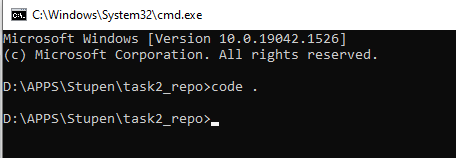 C:\Windows\System32\cmd.exe
Microsoft Windows [Version 10.0.19042.1526]
(c) Microsoft Corporation. All rights reserved.
D:\APPS\Stupen\task2_repo>code .
D:\APPS\Stupen\task2_repo>